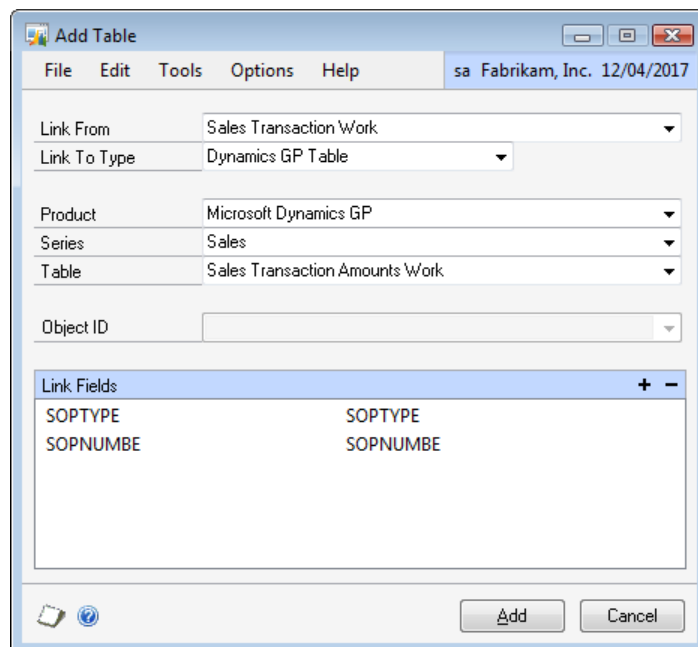 Add Table
File Edit Tools Options Help sa Fabrikam, Inc. 12/04/2017
Link From Sales Transaction Work
Link To Type Dynamics GP Table
Product Microsoft Dynamics GP
Series Sales
Table Sales Transaction Amounts Work
Object ID
Link Fields + −
SOPTYPE SOPTYPE
SOPNUMBE SOPNUMBE
Add Cancel